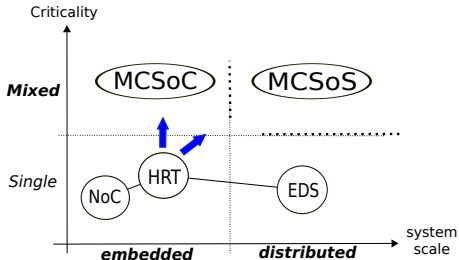 Criticality
Mixed
MCSoC
MCSoS
Single
NoC
HRT
EDS
embedded
distributed
system
scale